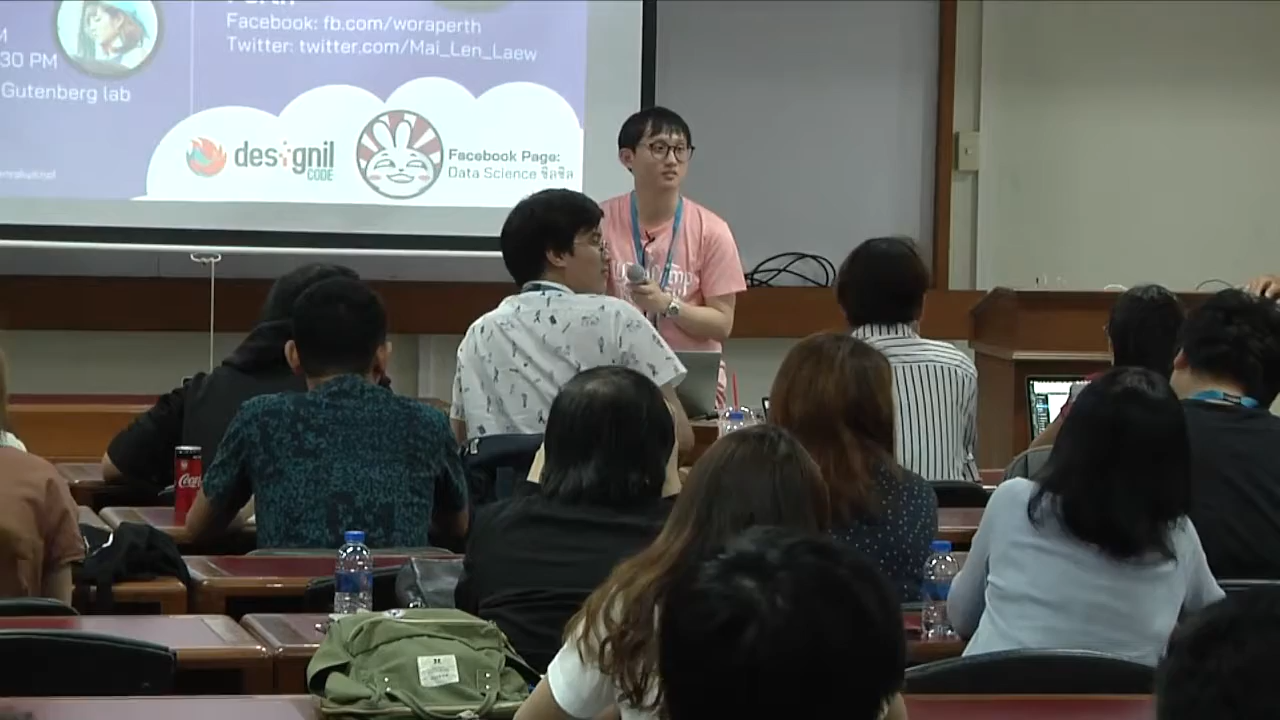 Perth
Facebook: fb.com/woraperth
Twitter: twitter.com/Mai_Len_Laew
M
30 PM
Gutenberg lab
designil
CODE
Facebook Page:
Data Science ชิลชิล
Coca